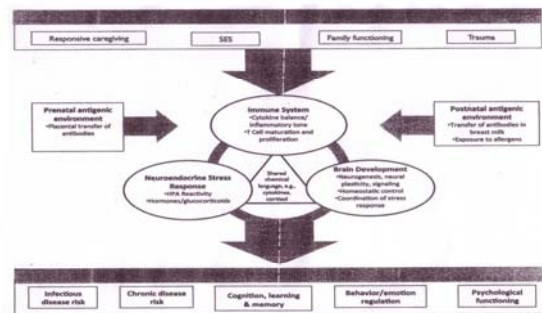 Responsive caregiving
SES
Family functioning
Trauma
Prenatal antigenic
environment
•Placental transfer of
antibodies
Immune System
•Cytokine balance/
inflammatory tone
•T Cell maturation and
proliferation
Postnatal antigenic
environment
•Transfer of antibodies in
breast milk
•Exposure to allergens
Neuroendocrine Stress
Response
•HPA Reactivity
•Hormones/glucocorticoids
Shared
chemical
language, e.g.,
cytokines,
cortisol
Brain Development
•Neurogenesis, neural
plasticity, signaling
•Homeostatic control
•Coordination of stress
response
Infectious
disease risk
Chronic disease
risk
Cognition, learning
& memory
Behavior/emotion
regulation
Psychological
functioning